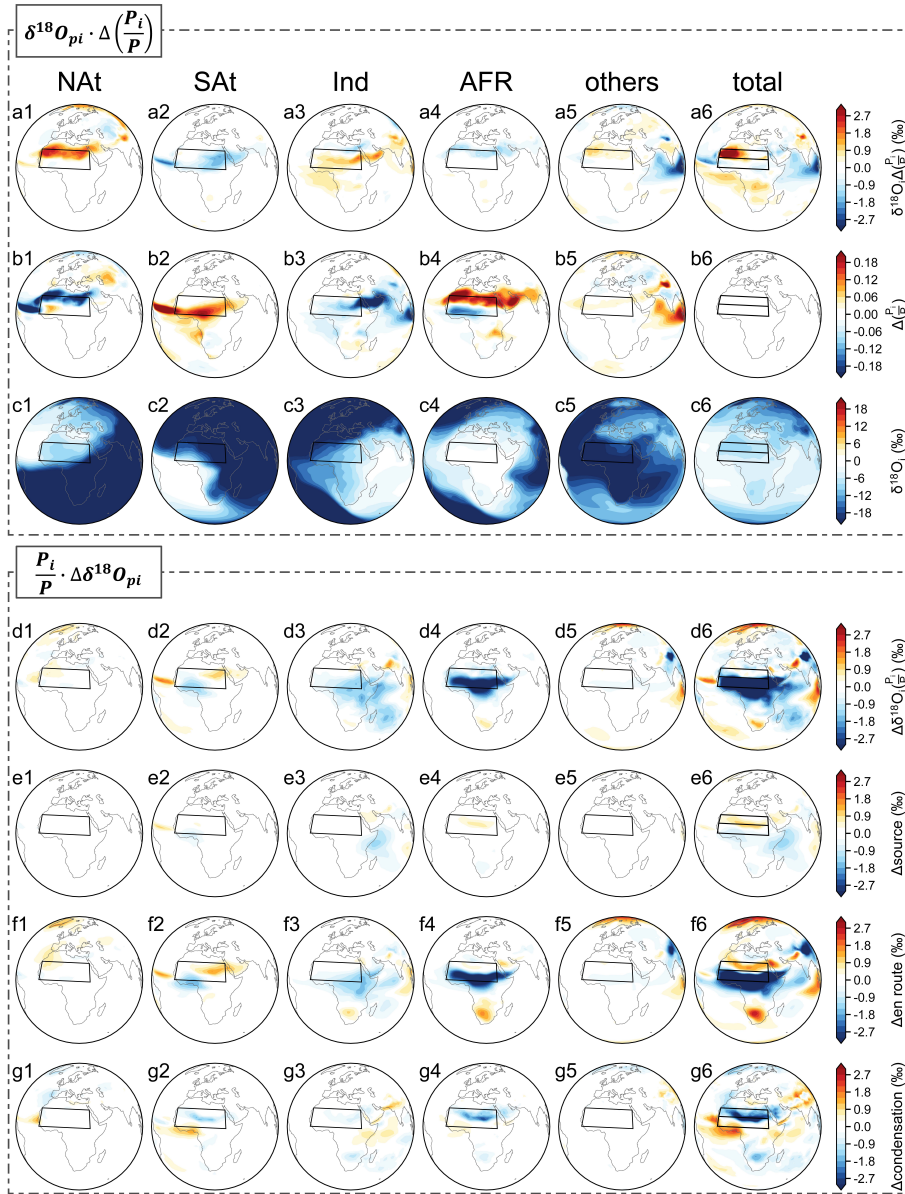 δ¹⁸O_pi · Δ(P_i/P)
NAt SAt Ind AFR others total
a1 a2 a3 a4 a5 a6
2.7
1.8
0.9
0.0
-0.9
-1.8
-2.7
δ¹⁸O_iΔ(P_i/P) (‰)
b1 b2 b3 b4 b5 b6
0.18
0.12
0.06
0.00
-0.06
-0.12
-0.18
Δ(P_i/P)
c1 c2 c3 c4 c5 c6
18
12
6
0
-6
-12
-18
δ¹⁸O_i (‰)
P_i/P · Δδ¹⁸O_pi
d1 d2 d3 d4 d5 d6
2.7
1.8
0.9
0.0
-0.9
-1.8
-2.7
Δδ¹⁸O_i(P_i/P) (‰)
e1 e2 e3 e4 e5 e6
2.7
1.8
0.9
0.0
-0.9
-1.8
-2.7
Δsource (‰)
f1 f2 f3 f4 f5 f6
2.7
1.8
0.9
0.0
-0.9
-1.8
-2.7
Δen route (‰)
g1 g2 g3 g4 g5 g6
2.7
1.8
0.9
0.0
-0.9
-1.8
-2.7
Δcondensation (‰)